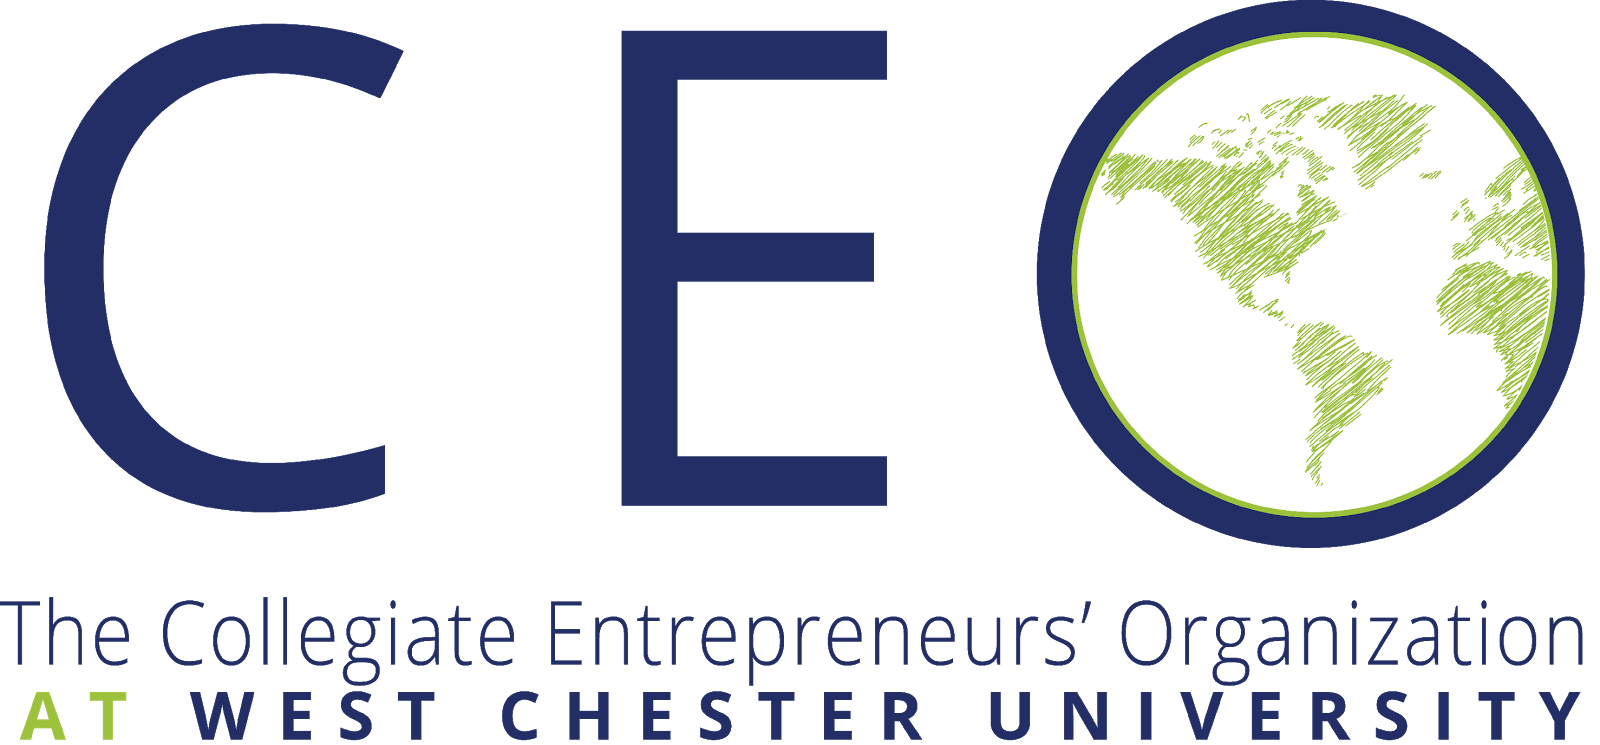 CEO
The Collegiate Entrepreneurs’ Organization
AT WEST CHESTER UNIVERSITY